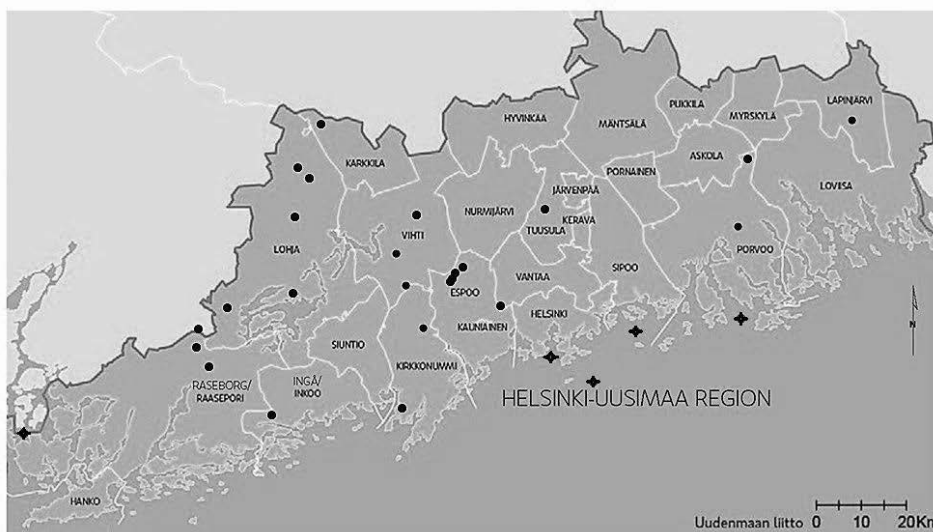 HYVINKÄÄ
MÄNTSÄLÄ
PUKKILA
MYRSKYLÄ
LAPINJÄRVI
KARKKILA
ASKOLA
PORNAINEN
LOVIISA
JÄRVENPÄÄ
NURMIJÄRVI
KERAVA
TUUSULA
VIHTI
LOHJA
PORVOO
SIPOO
VANTAA
ESPOO
HELSINKI
KAUNIAINEN
SIUNTIO
KIRKKONUMMI
RASEBORG/
RAASEPORI
INGÅ/
INKOO
HELSINKI-UUSIMAA REGION
HANKO
N
Uudenmaan liitto 0 10 20Km